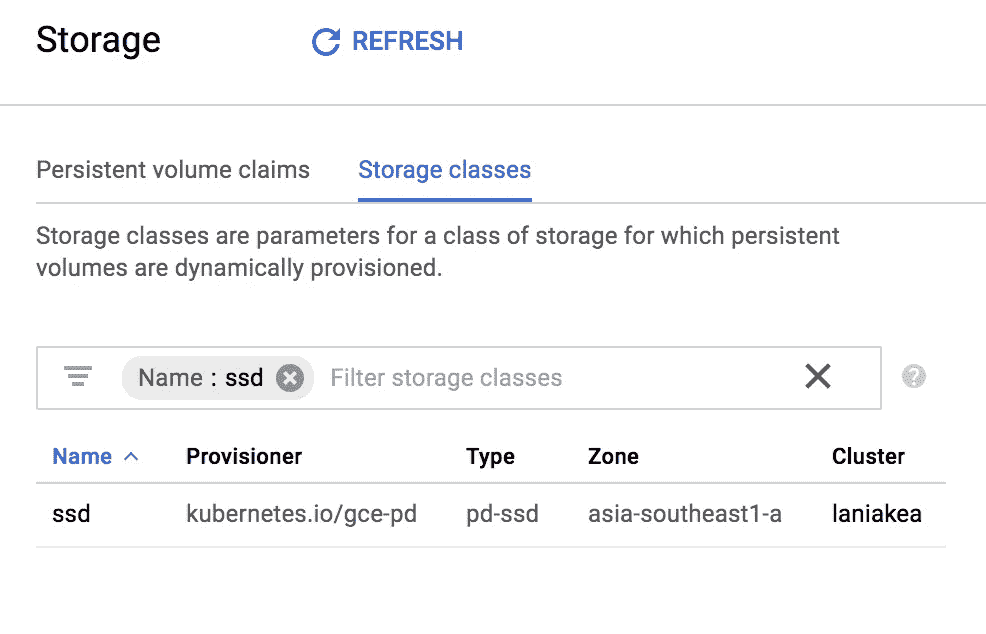 Storage REFRESH
Persistent volume claims Storage classes
Storage classes are parameters for a class of storage for which persistent
volumes are dynamically provisioned.
Name : ssd Filter storage classes
Name Provisioner Type Zone Cluster
ssd kubernetes.io/gce-pd pd-ssd asia-southeast1-a laniakea